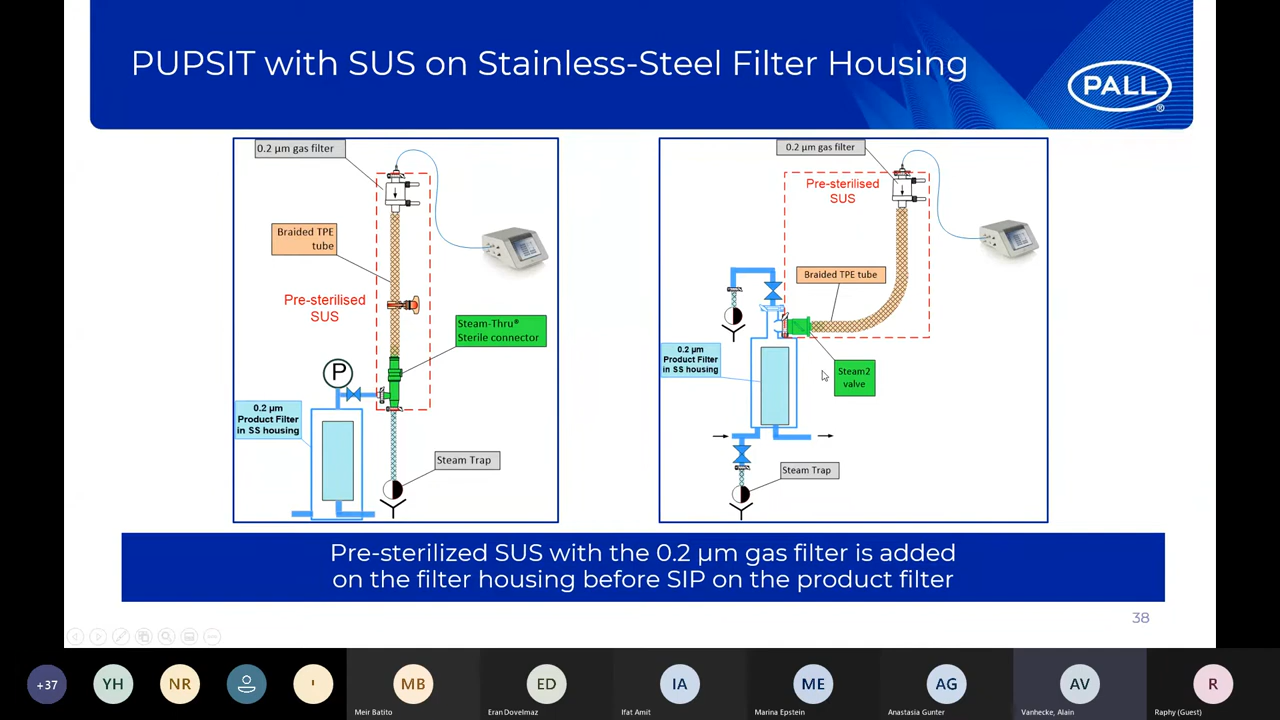 PUPSIT with SUS on Stainless-Steel Filter Housing
PALL
®
0.2 µm gas filter
Braided TPE
tube
Pre-sterilised
SUS
Steam-Thru®
Sterile connector
P
0.2 µm
Product Filter
in SS housing
Steam Trap
0.2 µm gas filter
Pre-sterilised
SUS
Braided TPE tube
0.2 µm
Product Filter
in SS housing
Steam2
valve
Steam Trap
Pre-sterilized SUS with the 0.2 µm gas filter is added
on the filter housing before SIP on the product filter
38
+37
YH
NR
I
MB
Meir Batito
ED
Eran Dovelmaz
IA
Ifat Amit
ME
Marina Epstein
AG
Anastasia Gunter
AV
Vanhecke, Alain
R
Raphy (Guest)